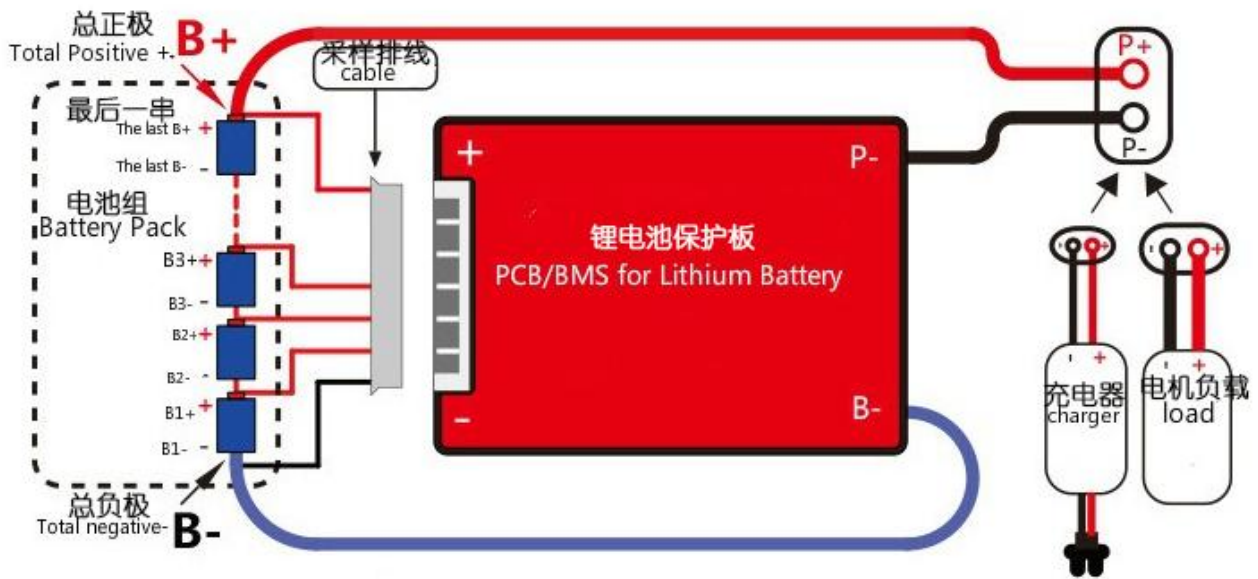 总正极
Total Positive +
B+
采样排线
cable
P+
P-
最后一串
The last B+ +
The last B- -
电池组
Battery Pack
B3+ +
B3- -
B2+ +
B2- -
B1+ +
B1- -
总负极
Total negative-
B-
+
P-
锂电池保护板
PCB/BMS for Lithium Battery
B-
-
- +
- +
充电器
charger
- +
- +
电机负载
load